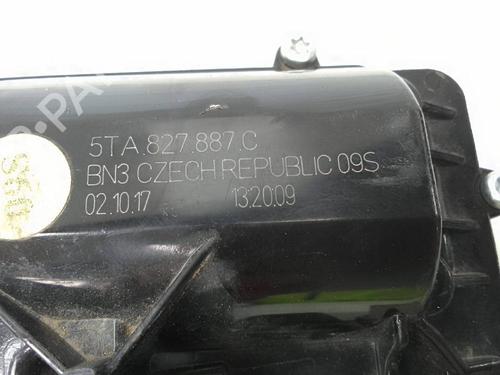 5TA.827.887.C
BN3 CZECH REPUBLIC 09S
02.10.17 13:20:09